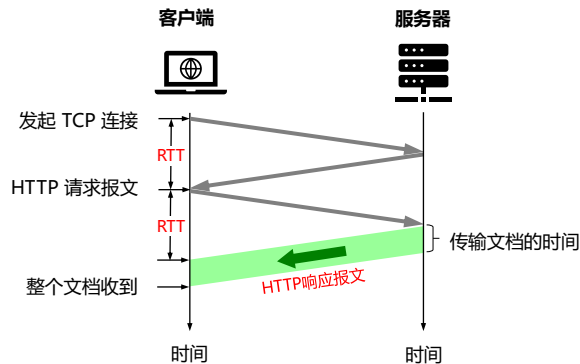 客户端
服务器
发起 TCP 连接
RTT
HTTP 请求报文
RTT
传输文档的时间
HTTP响应报文
整个文档收到
时间
时间